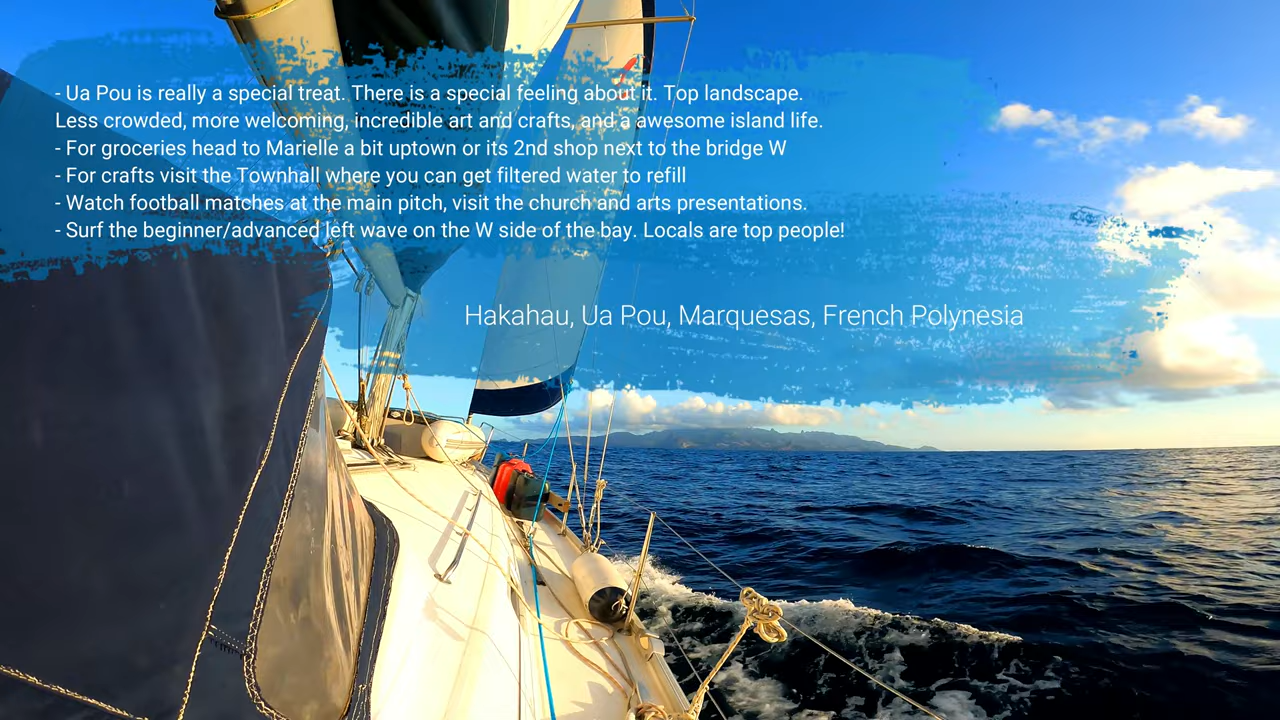 - Ua Pou is really a special treat. There is a special feeling about it. Top landscape.
Less crowded, more welcoming, incredible art and crafts, and a awesome island life.
- For groceries head to Marielle a bit uptown or its 2nd shop next to the bridge W
- For crafts visit the Townhall where you can get filtered water to refill
- Watch football matches at the main pitch, visit the church and arts presentations.
- Surf the beginner/advanced left wave on the W side of the bay. Locals are top people!
Hakahau, Ua Pou, Marquesas, French Polynesia